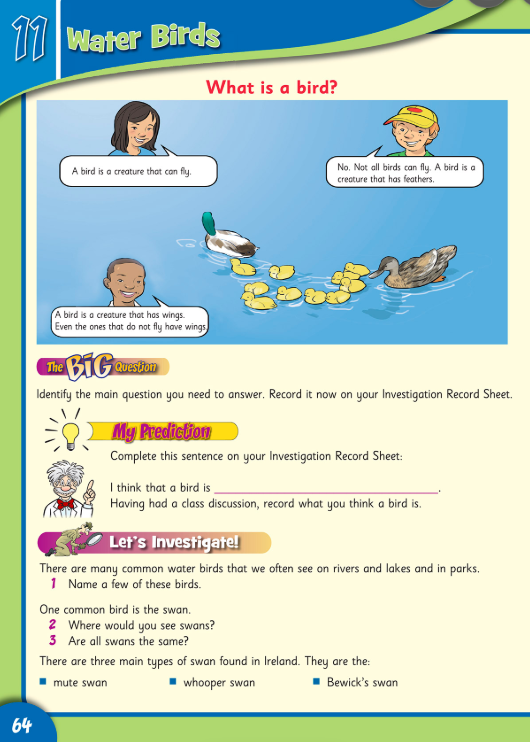 11 Water Birds
What is a bird?
A bird is a creature that can fly.
No. Not all birds can fly. A bird is a
creature that has feathers.
A bird is a creature that has wings.
Even the ones that do not fly have wings.
The BIG Question
Identify the main question you need to answer. Record it now on your Investigation Record Sheet.
My Prediction
Complete this sentence on your Investigation Record Sheet:
I think that a bird is ____________________.
Having had a class discussion, record what you think a bird is.
Let's Investigate!
There are many common water birds that we often see on rivers and lakes and in parks.
1 Name a few of these birds.
One common bird is the swan.
2 Where would you see swans?
3 Are all swans the same?
There are three main types of swan found in Ireland. They are the:
■ mute swan ■ whooper swan ■ Bewick's swan
64